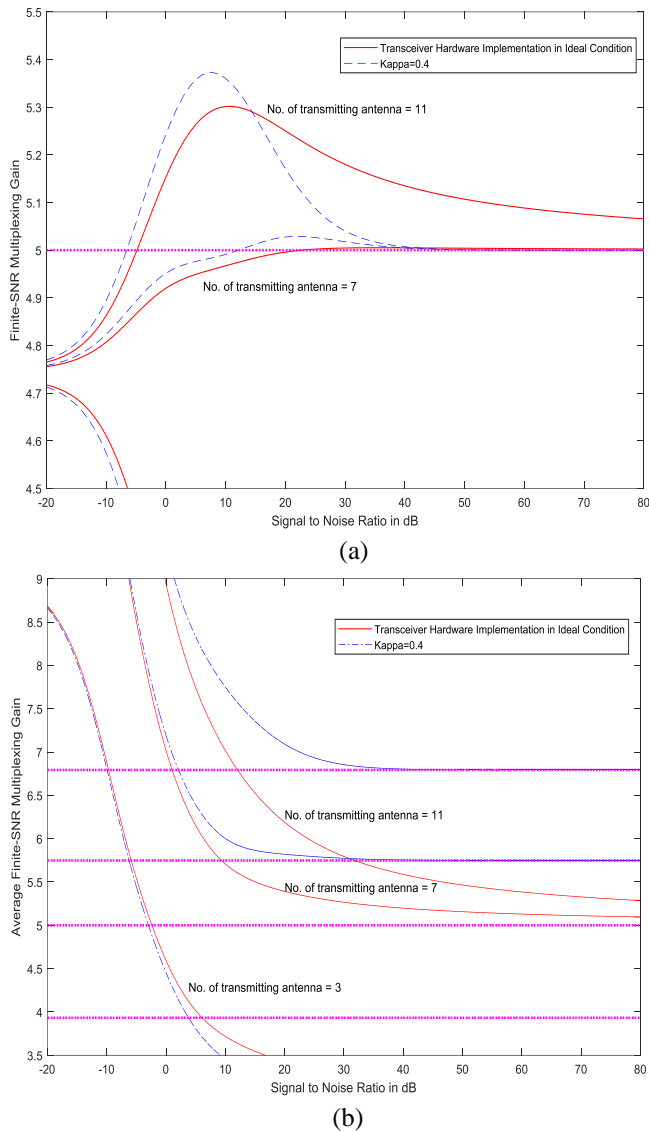 5.5
5.4
5.3
5.2
5.1
5
4.9
4.8
4.7
4.6
4.5
Finite-SNR Multiplexing Gain
Transceiver Hardware Implementation in Ideal Condition
Kappa=0.4
No. of transmitting antenna = 11
No. of transmitting antenna = 7
-20 -10 0 10 20 30 40 50 60 70 80
Signal to Noise Ratio in dB
(a)
9
8.5
8
7.5
7
6.5
6
5.5
5
4.5
4
3.5
Average Finite-SNR Multiplexing Gain
Transceiver Hardware Implementation in Ideal Condition
Kappa=0.4
No. of transmitting antenna = 11
No. of transmitting antenna = 7
No. of transmitting antenna = 3
-20 -10 0 10 20 30 40 50 60 70 80
Signal to Noise Ratio in dB
(b)